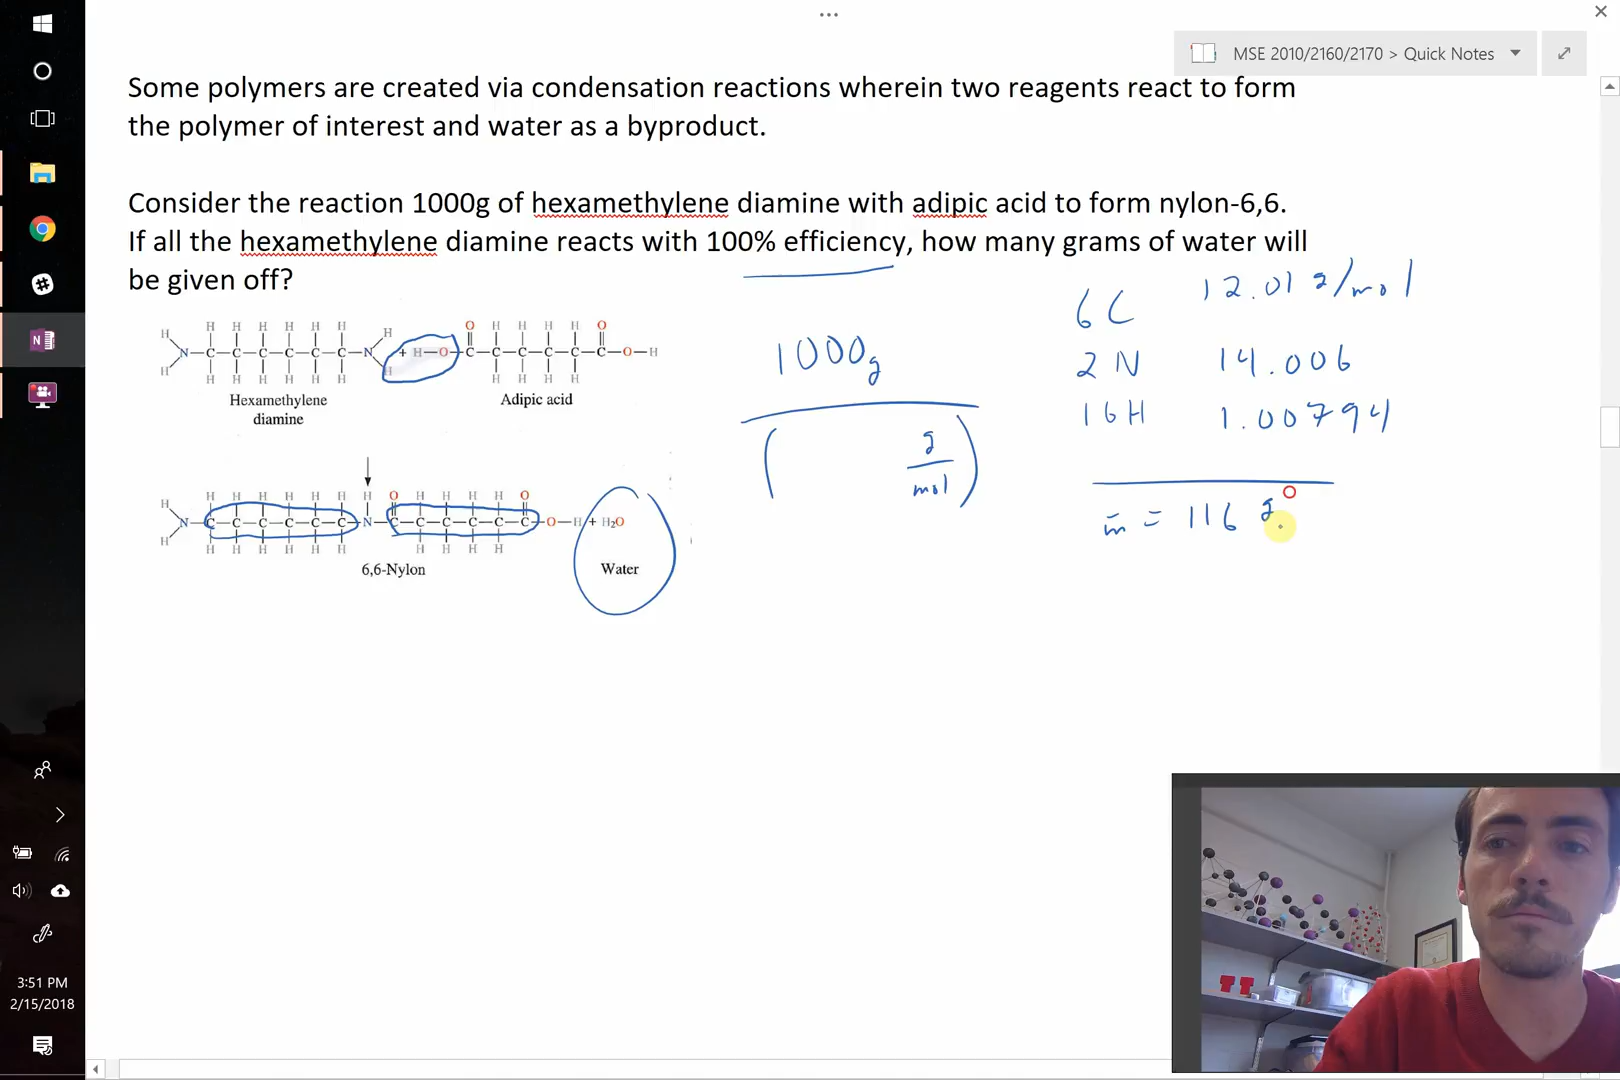 MSE 2010/2160/2170 > Quick Notes
Some polymers are created via condensation reactions wherein two reagents react to form
the polymer of interest and water as a byproduct.
Consider the reaction 1000g of hexamethylene diamine with adipic acid to form nylon-6,6.
If all the hexamethylene diamine reacts with 100% efficiency, how many grams of water will
be given off?
H H H H H H H H O H H H H O
N—C—C—C—C—C—C—N + H—O—C—C—C—C—C—C—O—H
H H H H H H H H H H H H
Hexamethylene
diamine
Adipic acid
H H H H H H H H O H H H H O
N—C—C—C—C—C—C—N—C—C—C—C—C—C—O—H + H₂O
H H H H H H H H H H H
6,6-Nylon
Water
1000g
( g/mol )
6C 12.01 g/mol
2N 14.006
16H 1.00794
m̄ = 116 g
N
3:51 PM
2/15/2018